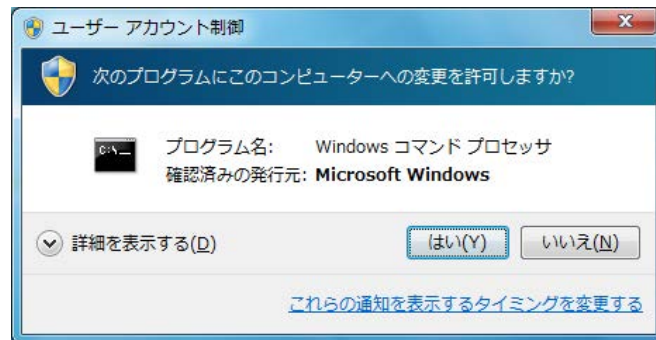 ユーザー アカウント制御
次のプログラムにこのコンピューターへの変更を許可しますか?
C:\_
プログラム名: Windows コマンド プロセッサ
確認済みの発行元: Microsoft Windows
詳細を表示する(D) はい(Y) いいえ(N)
これらの通知を表示するタイミングを変更する